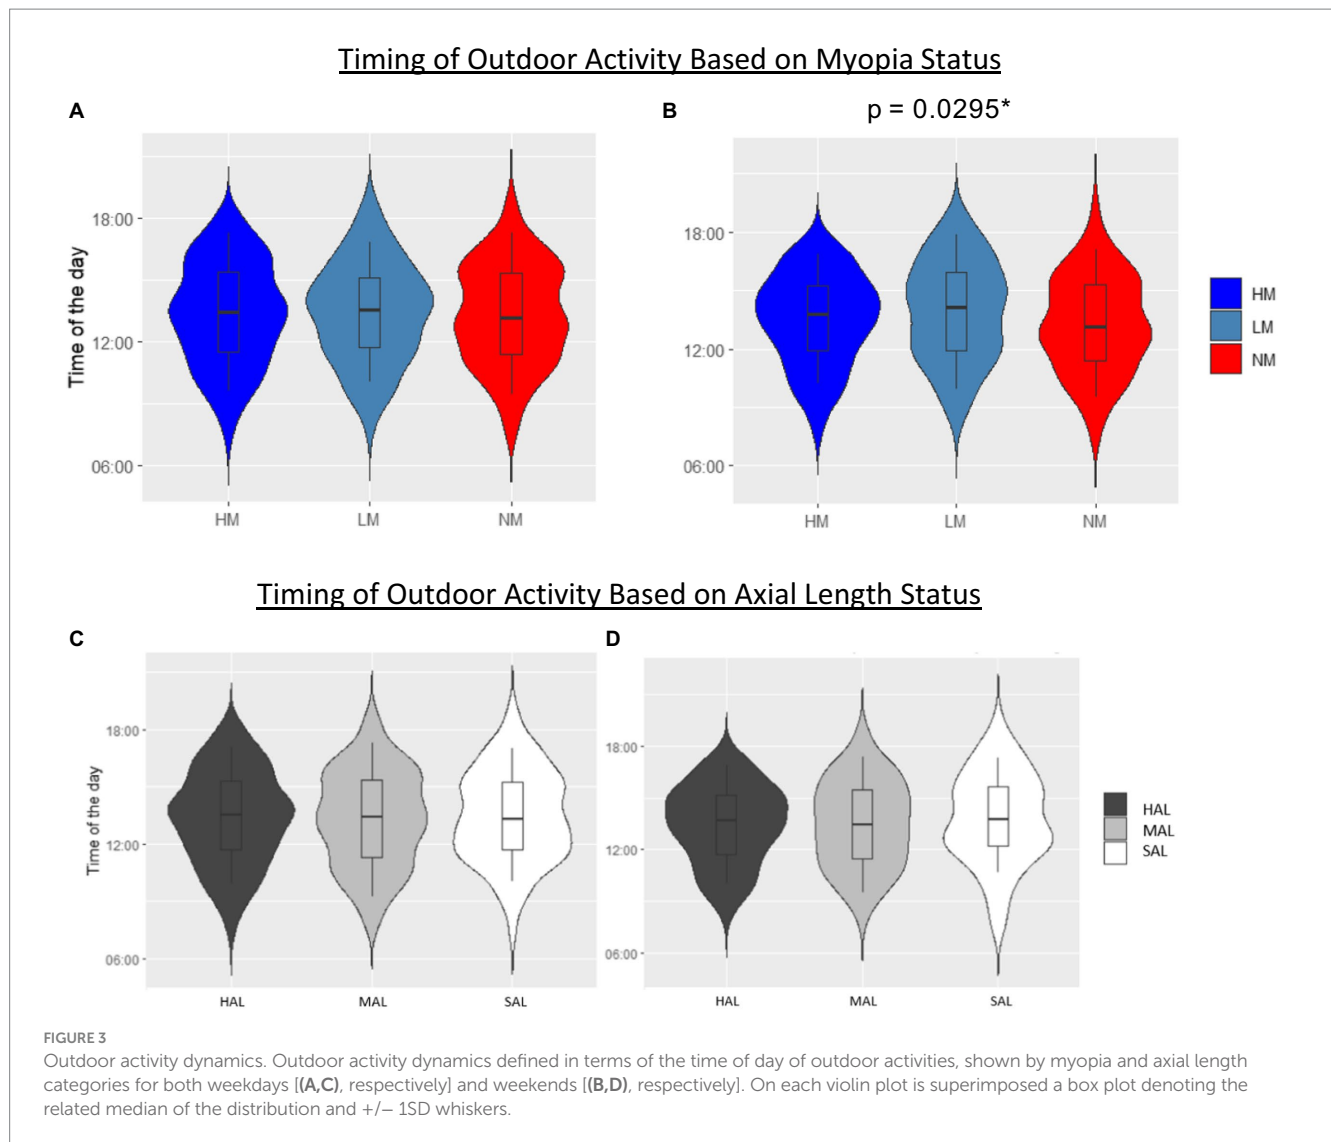 Timing of Outdoor Activity Based on Myopia Status
A
B
p = 0.0295*
Time of the day
18:00
12:00
06:00
HM
LM
NM
18:00
12:00
06:00
HM
LM
NM
HM
LM
NM
Timing of Outdoor Activity Based on Axial Length Status
C
D
Time of the day
18:00
12:00
06:00
HAL
MAL
SAL
18:00
12:00
06:00
HAL
MAL
SAL
HAL
MAL
SAL
FIGURE 3
Outdoor activity dynamics. Outdoor activity dynamics defined in terms of the time of day of outdoor activities, shown by myopia and axial length
categories for both weekdays [(A,C), respectively] and weekends [(B,D), respectively]. On each violin plot is superimposed a box plot denoting the
related median of the distribution and +/– 1SD whiskers.